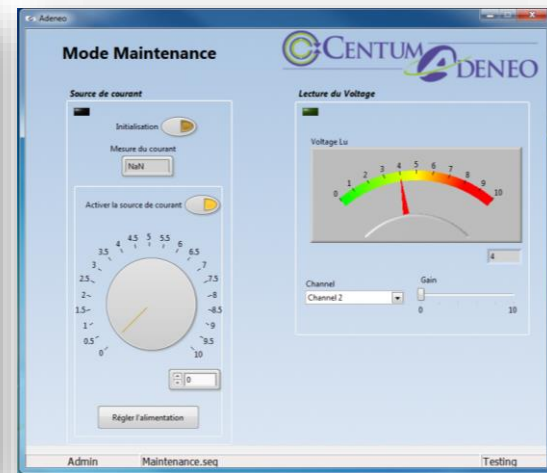 Adeneo
Mode Maintenance
CENTUM ADENEO
Source de courant
Initialisation
Mesure du courant
NaN
Activer la source de courant
0 0.5 1 1.5 2 2.5 3 3.5 4 4.5 5 5.5 6 6.5 7 7.5 8 8.5 9 9.5 10
0
Régler l'alimentation
Lecture du Voltage
Voltage Lu
0 1 2 3 4 5 6 7 8 9 10
4
Channel
Channel 2
Gain
0 10
Admin Maintenance.seq Testing